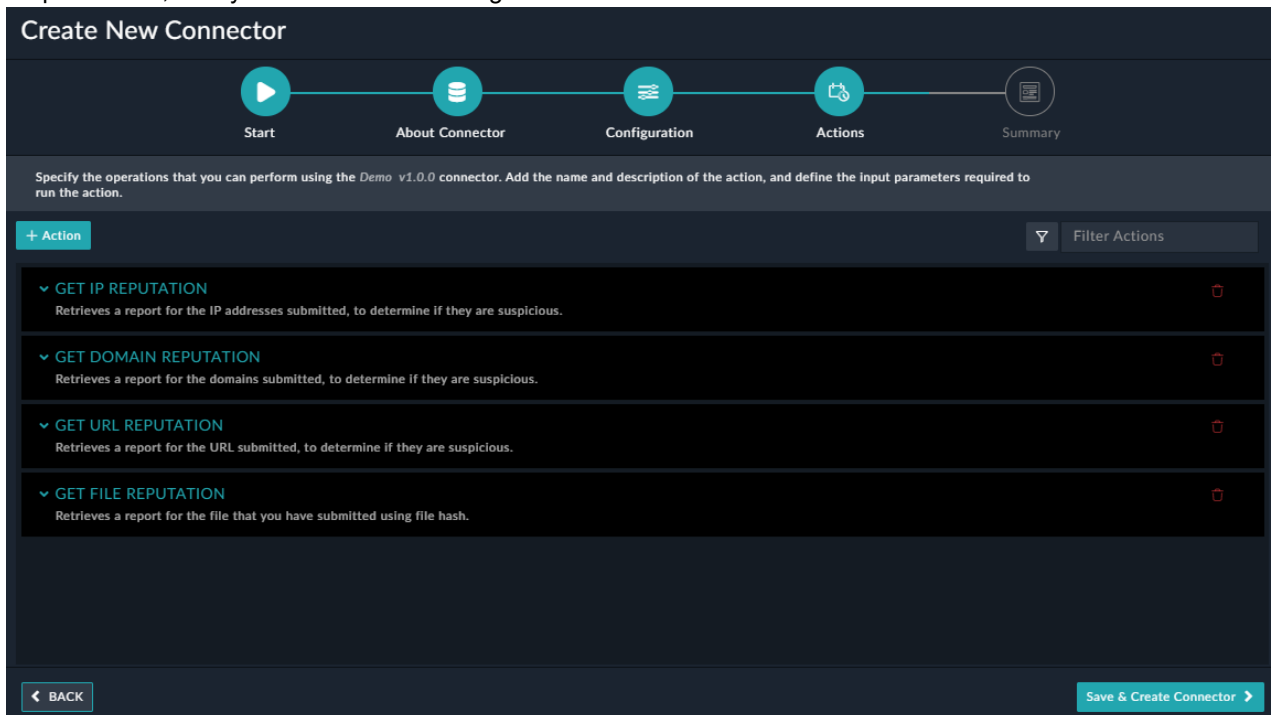 Create New Connector
Start
About Connector
Configuration
Actions
Summary
Specify the operations that you can perform using the Demo v1.0.0 connector. Add the name and description of the action, and define the input parameters required to
run the action.
+ Action
Filter Actions
GET IP REPUTATION
Retrieves a report for the IP addresses submitted, to determine if they are suspicious.
GET DOMAIN REPUTATION
Retrieves a report for the domains submitted, to determine if they are suspicious.
GET URL REPUTATION
Retrieves a report for the URL submitted, to determine if they are suspicious.
GET FILE REPUTATION
Retrieves a report for the file that you have submitted using file hash.
BACK
Save & Create Connector